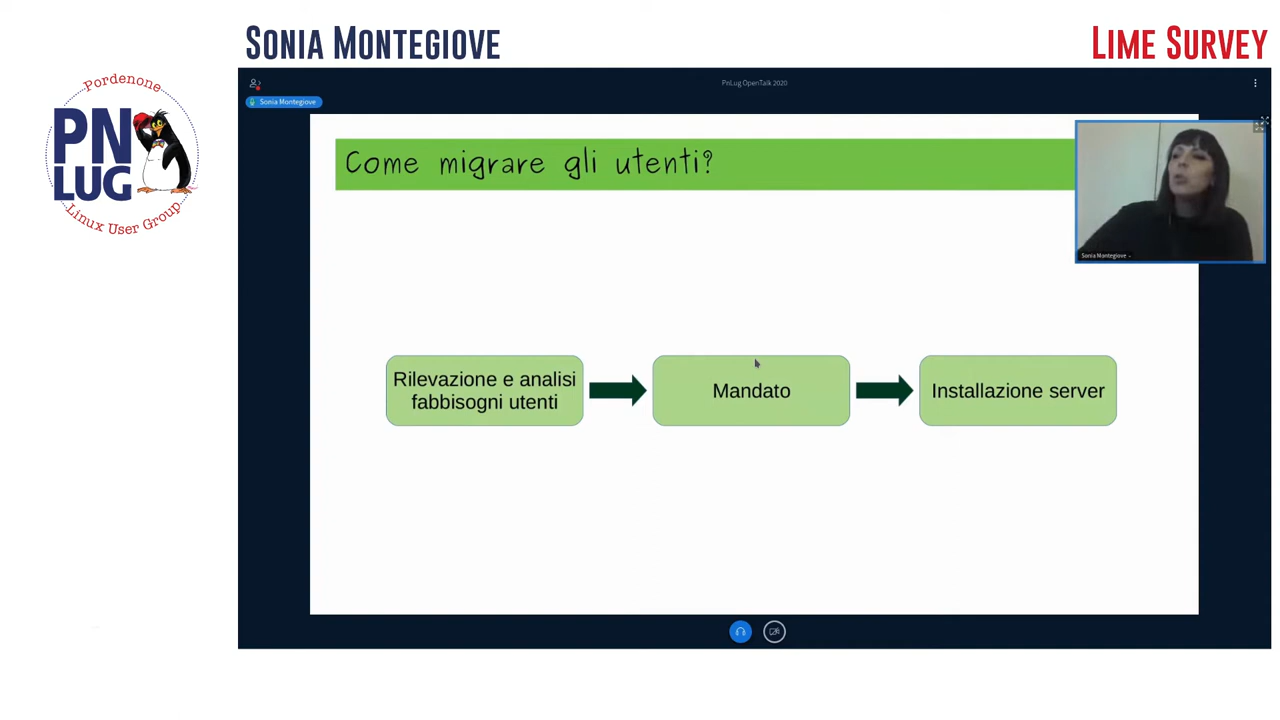 SONIA MONTEGIOVE
LIME SURVEY
Pordenone
PN
LUG
Linux User Group
PnLug OpenTalk 2020
Sonia Montegiove
Come migrare gli utenti?
Sonia Montegiove
Rilevazione e analisi
fabbisogni utenti
Mandato
Installazione server